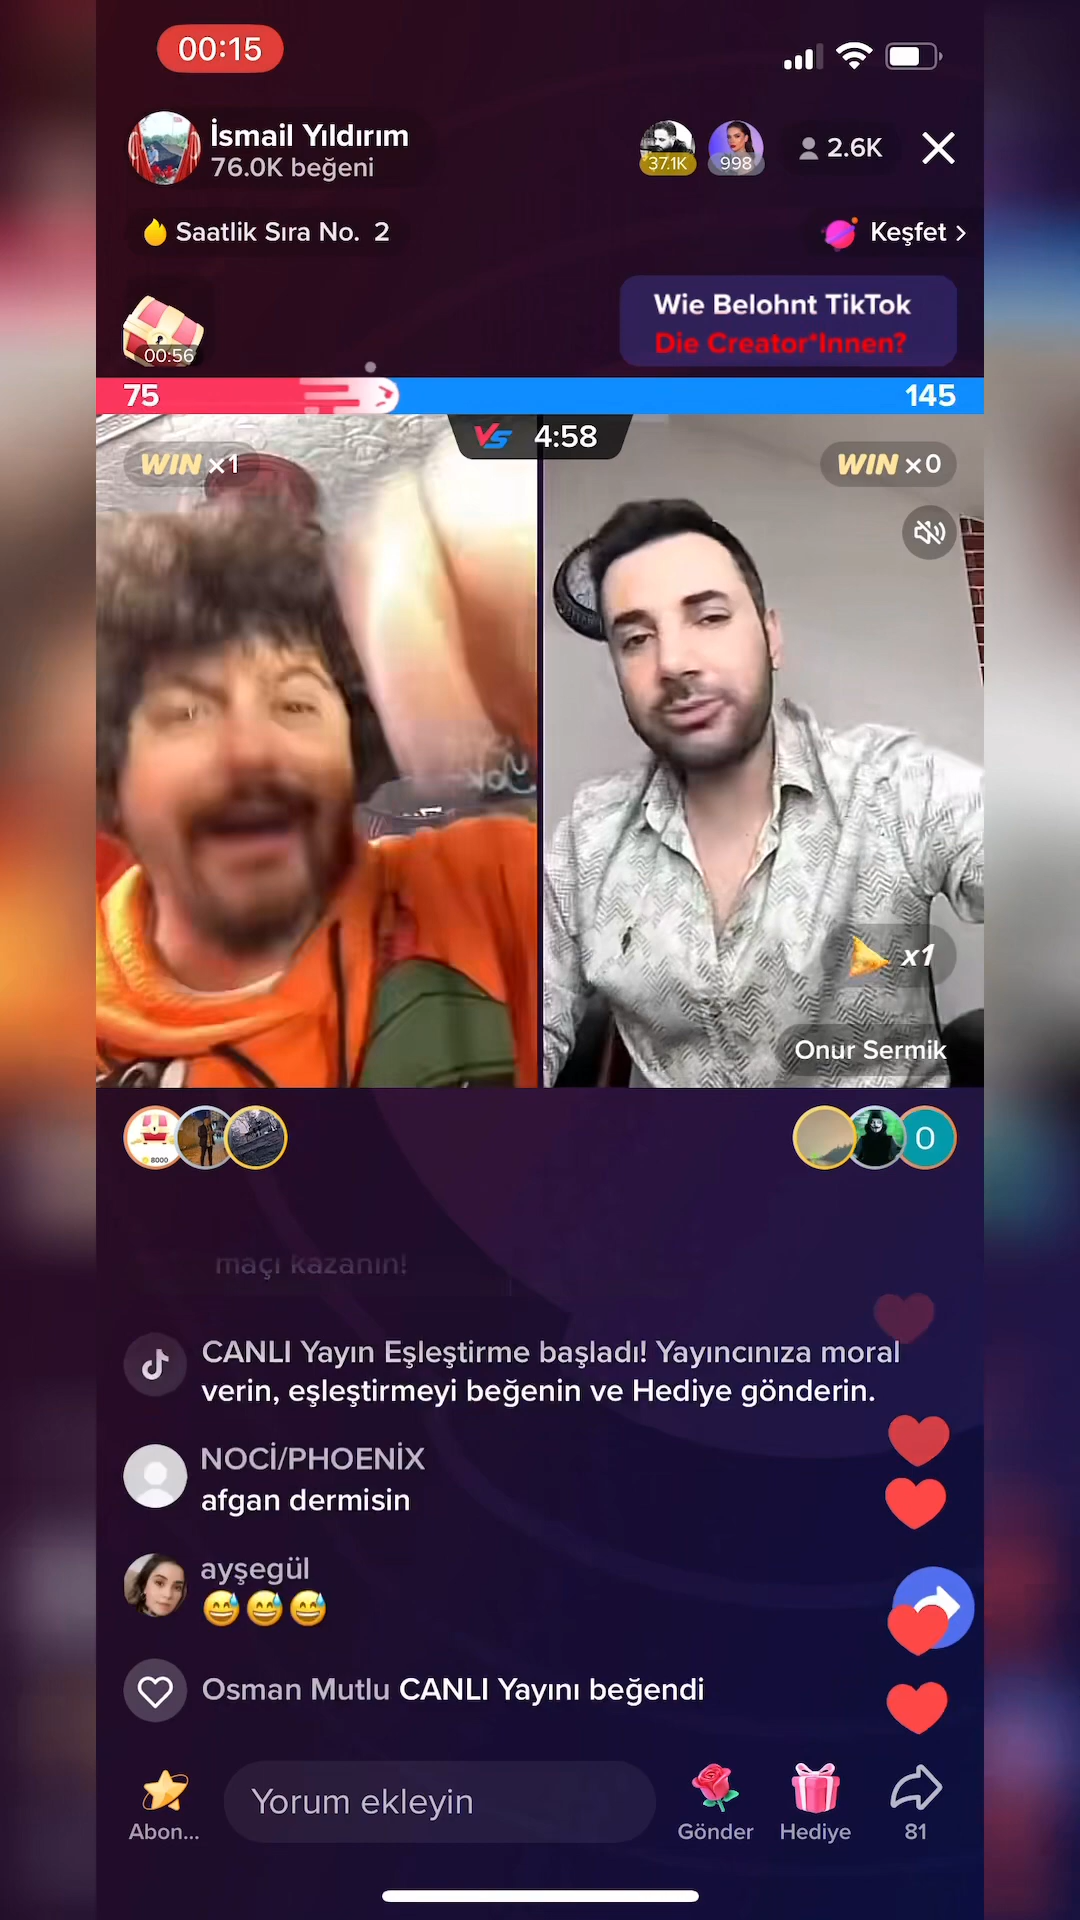 00:15
İsmail Yıldırım
76.0K beğeni
37.1K
998
2.6K
Saatlik Sıra No. 2
Keşfet >
00:56
Wie Belohnt TikTok
Die Creator*Innen?
75
145
VS 4:58
WIN x1
WIN x0
x1
Onur Sermik
8000
0
maçı kazanın!
CANLI Yayın Eşleştirme başladı! Yayıncınıza moral
verin, eşleştirmeyi beğenin ve Hediye gönderin.
NOCİ/PHOENİX
afgan dermisin
ayşegül
Osman Mutlu CANLI Yayını beğendi
Yorum ekleyin
Abon...
Gönder
Hediye
81